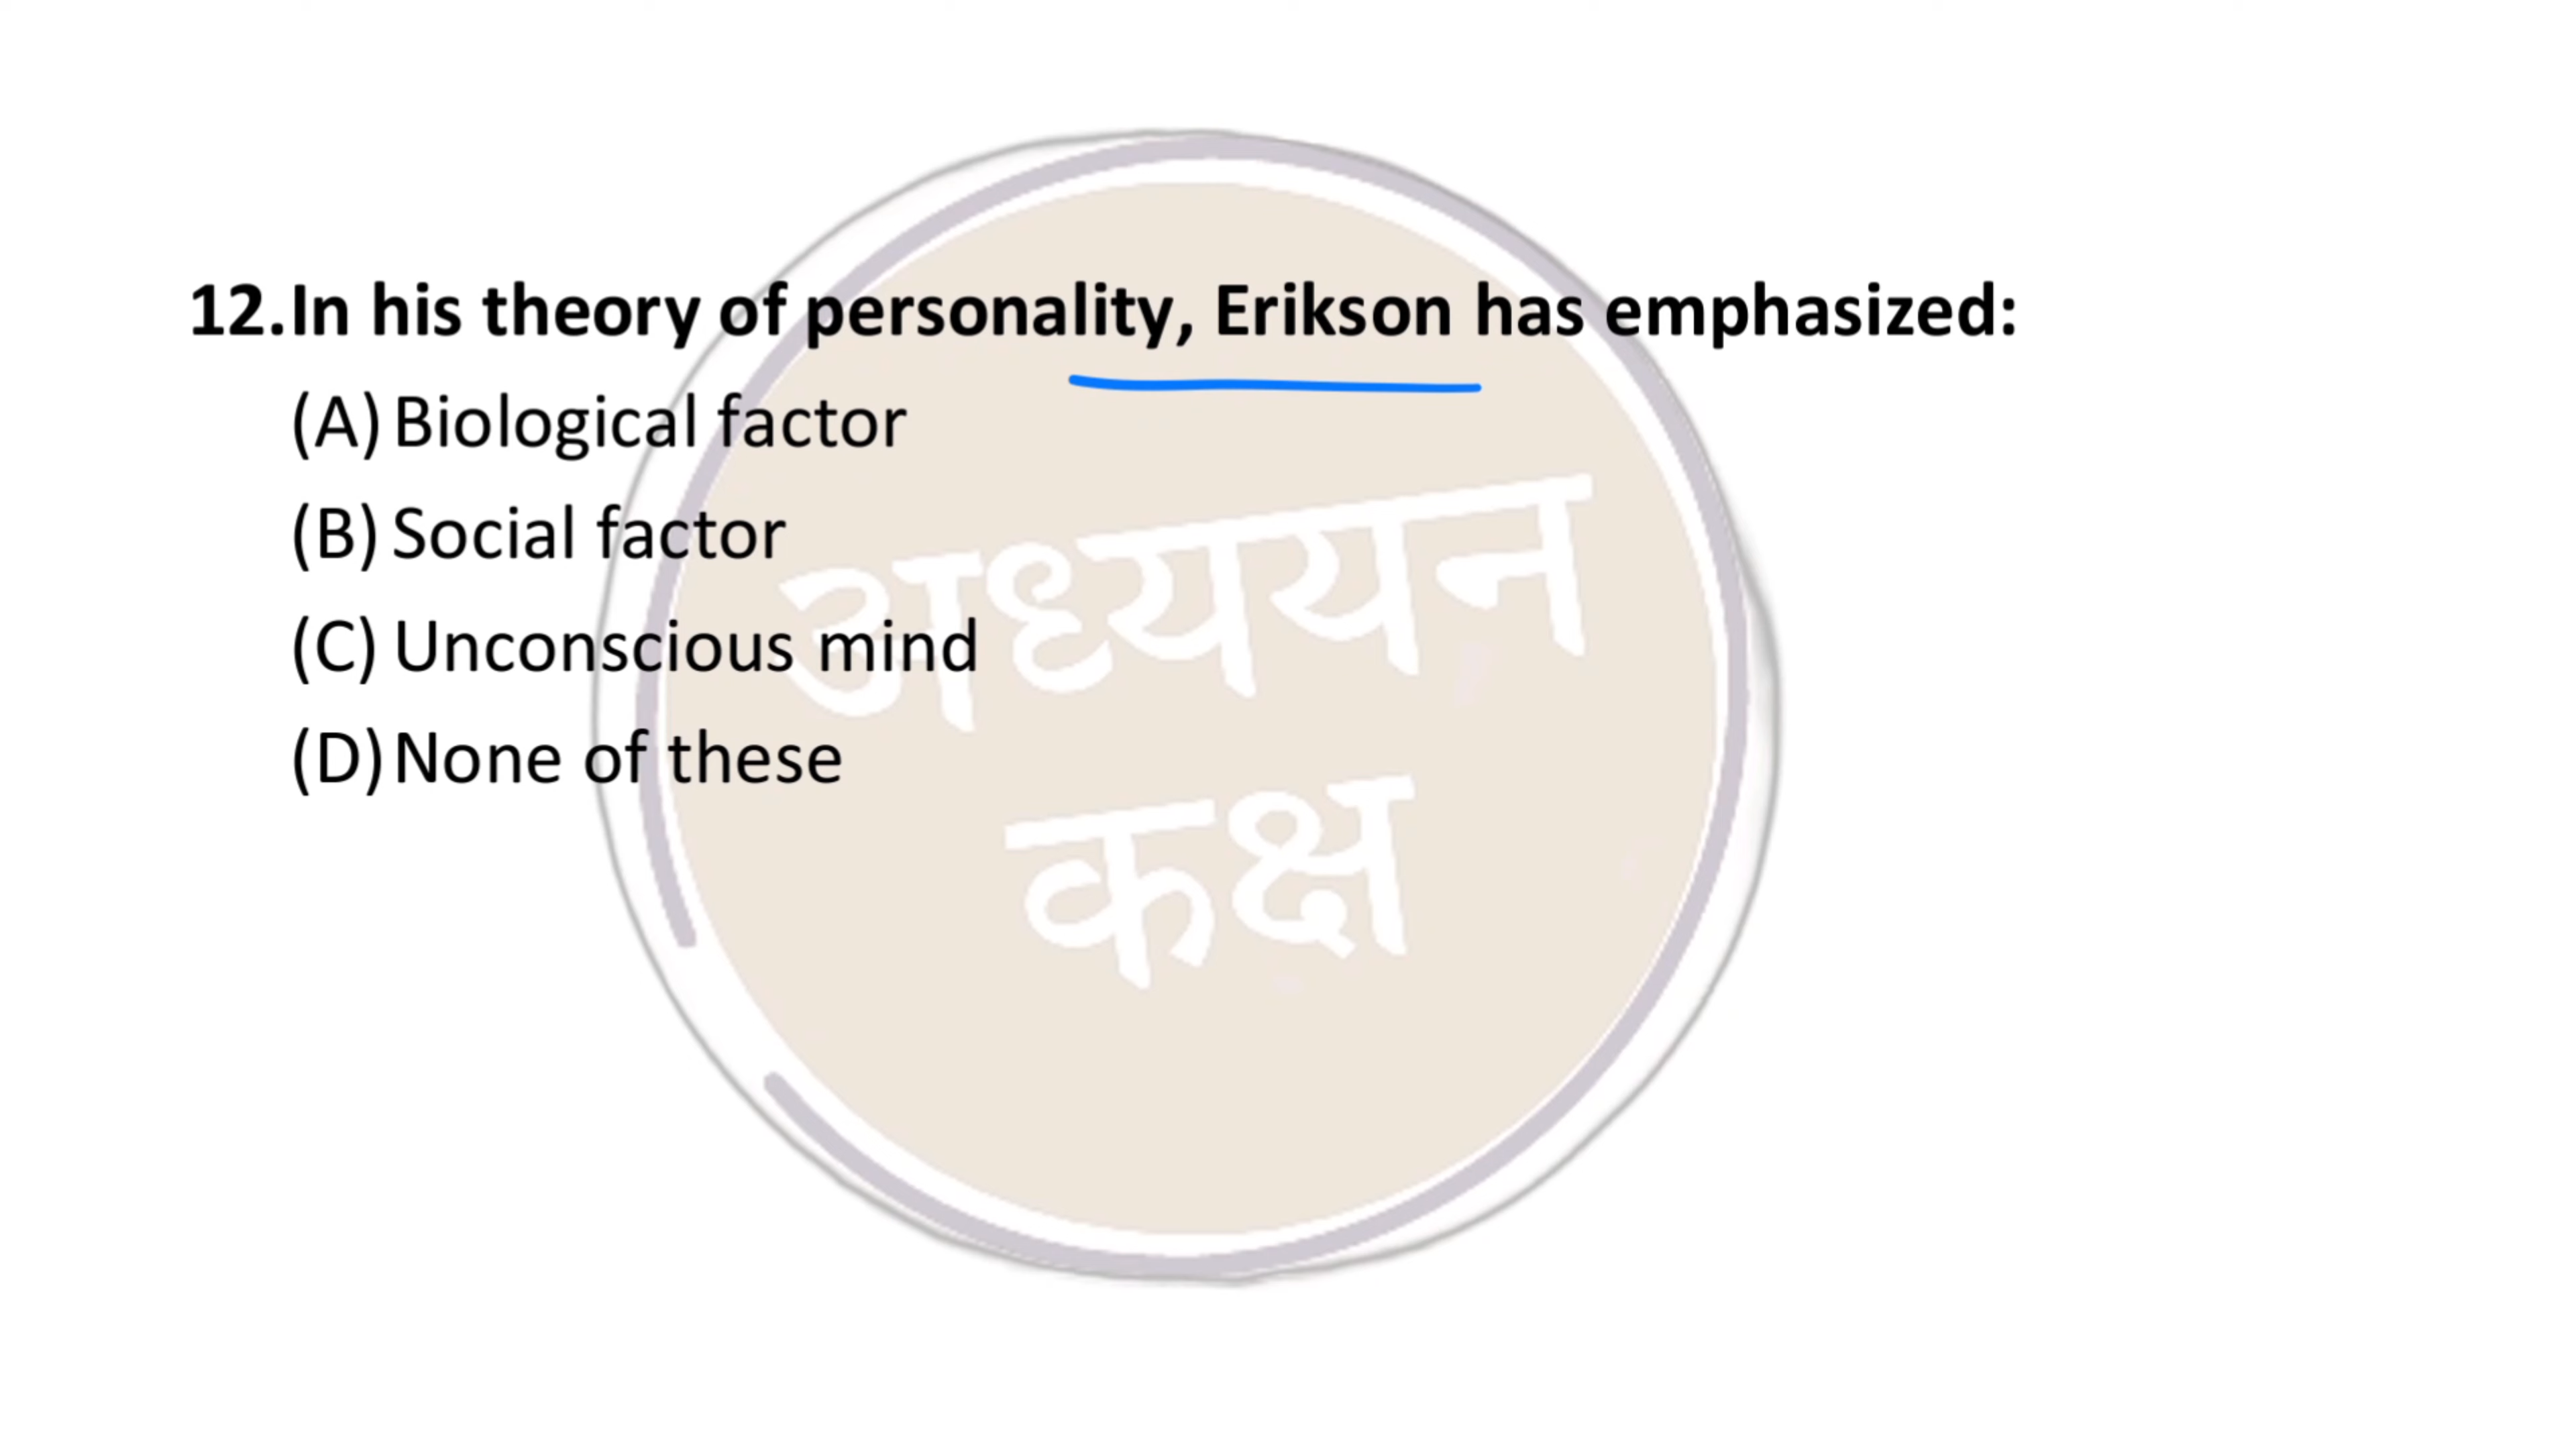 12. In his theory of personality, Erikson has emphasized:
(A) Biological factor
(B) Social factor
(C) Unconscious mind
(D) None of these
अध्ययन
कक्ष